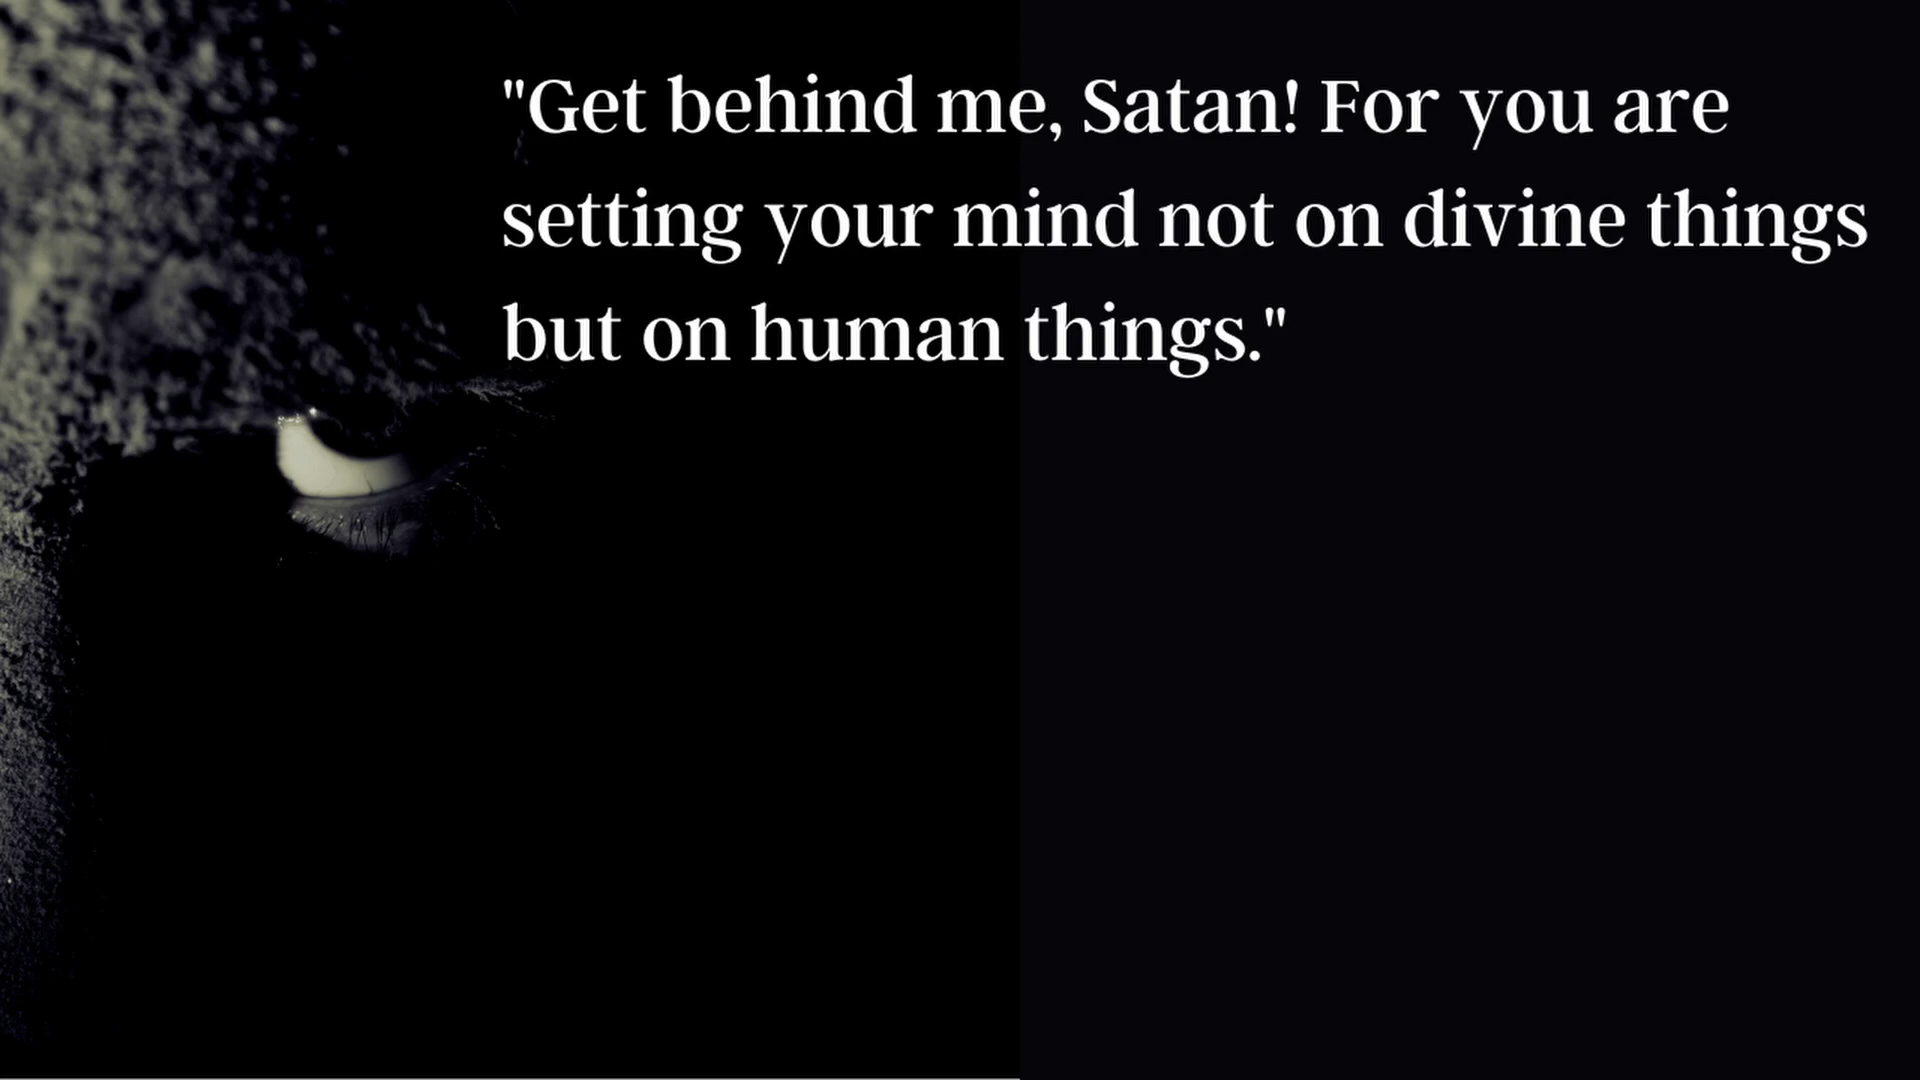 "Get behind me, Satan! For you are
setting your mind not on divine things
but on human things."